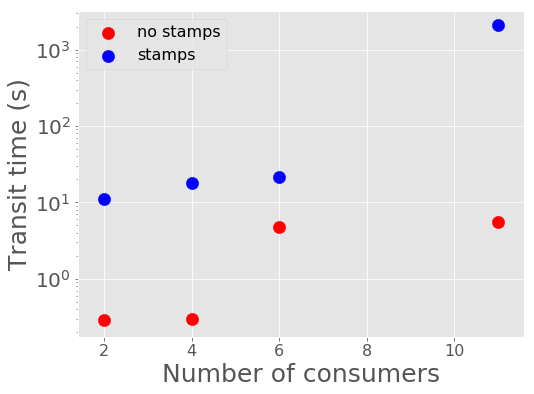 no stamps
stamps
Transit time (s)
10³
10²
10¹
10⁰
2 4 6 8 10
Number of consumers